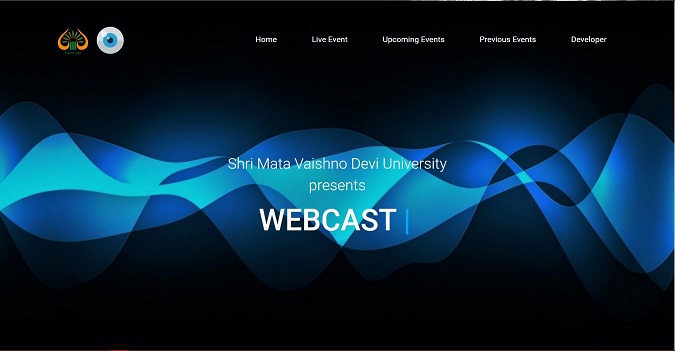 Home
Live Event
Upcoming Events
Previous Events
Developer
Shri Mata Vaishno Devi University
presents
WEBCAST